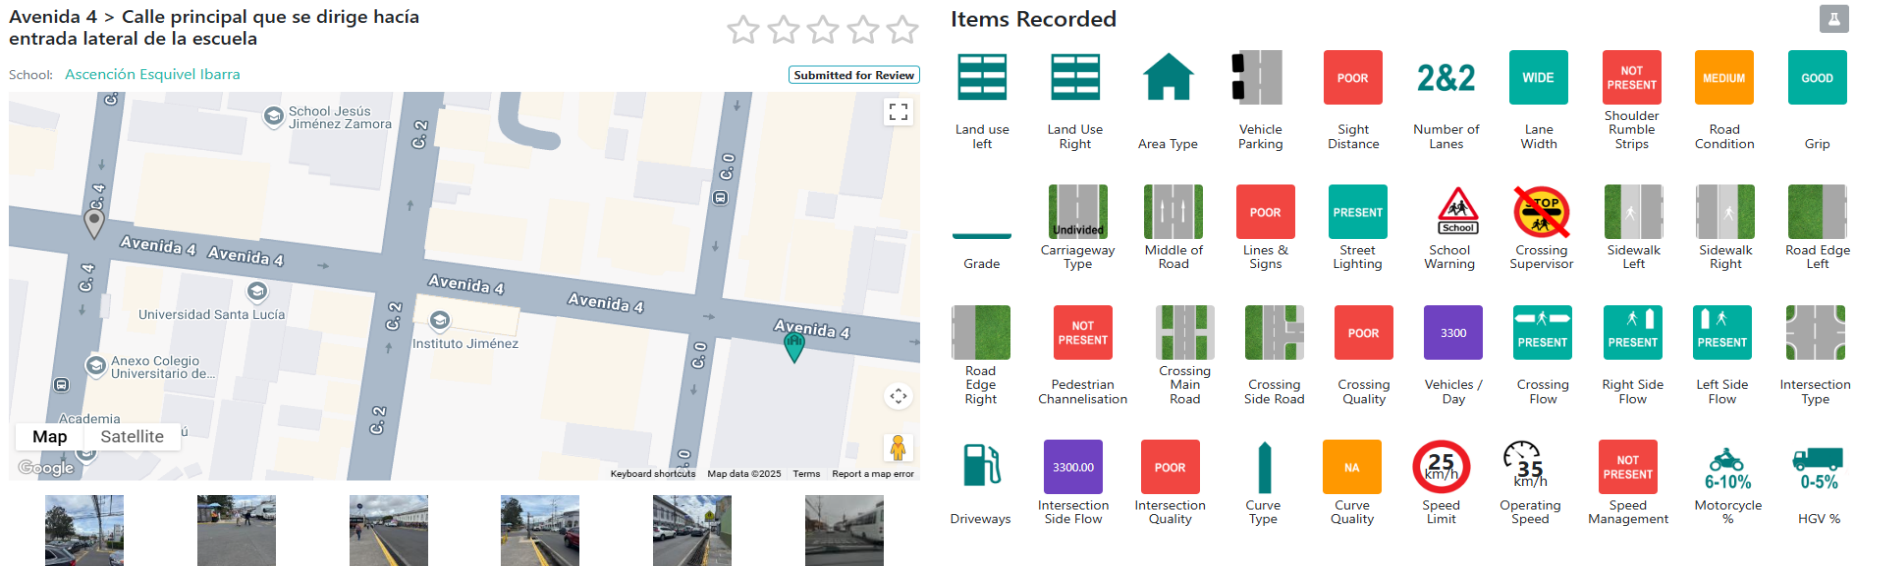 Avenida 4 > Calle principal que se dirige hacía
entrada lateral de la escuela
School: Ascención Esquivel Ibarra
Submitted for Review
School Jesús
Jiménez Zamora
C. 2
C. 0
C. 4
Avenida 4 Avenida 4
Avenida 4
Avenida 4
Avenida 4
C. 4
C. 2
C. 0
Universidad Santa Lucía
Instituto Jiménez
Anexo Colegio
Universitario de...
Academia
ú
C. 2
C. 0
Map Satellite
Google
Keyboard shortcuts Map data ©2025 Terms Report a map error
Items Recorded
POOR
2&2
WIDE
NOT
PRESENT
MEDIUM
GOOD
Land use
left
Land Use
Right
Area Type
Vehicle
Parking
Sight
Distance
Number of
Lanes
Lane
Width
Shoulder
Rumble
Strips
Road
Condition
Grip
Undivided
POOR
PRESENT
School
STOP
Grade
Carriageway
Type
Middle of
Road
Lines &
Signs
Street
Lighting
School
Warning
Crossing
Supervisor
Sidewalk
Left
Sidewalk
Right
Road Edge
Left
NOT
PRESENT
POOR
3300
PRESENT
PRESENT
PRESENT
Road
Edge
Right
Pedestrian
Channelisation
Crossing
Main
Road
Crossing
Side Road
Crossing
Quality
Vehicles /
Day
Crossing
Flow
Right Side
Flow
Left Side
Flow
Intersection
Type
3300.00
POOR
NA
25
km/h
35
km/h
NOT
PRESENT
6-10%
0-5%
Driveways
Intersection
Side Flow
Intersection
Quality
Curve
Type
Curve
Quality
Speed
Limit
Operating
Speed
Speed
Management
Motorcycle
%
HGV %